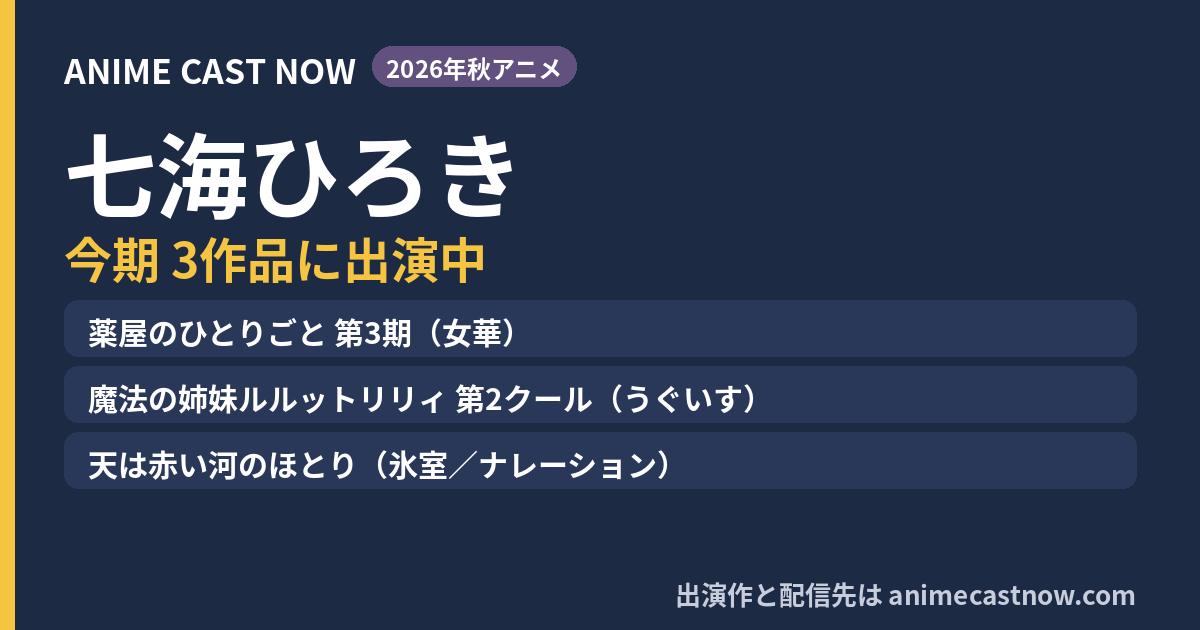 ANIME CAST NOW 2026年秋アニメ
七海ひろき
今期 3作品に出演中
薬屋のひとりごと 第3期（女華）
魔法の姉妹ルルットリリィ 第2クール（うぐいす）
天は赤い河のほとり（氷室／ナレーション）
出演作と配信先は animecastnow.com